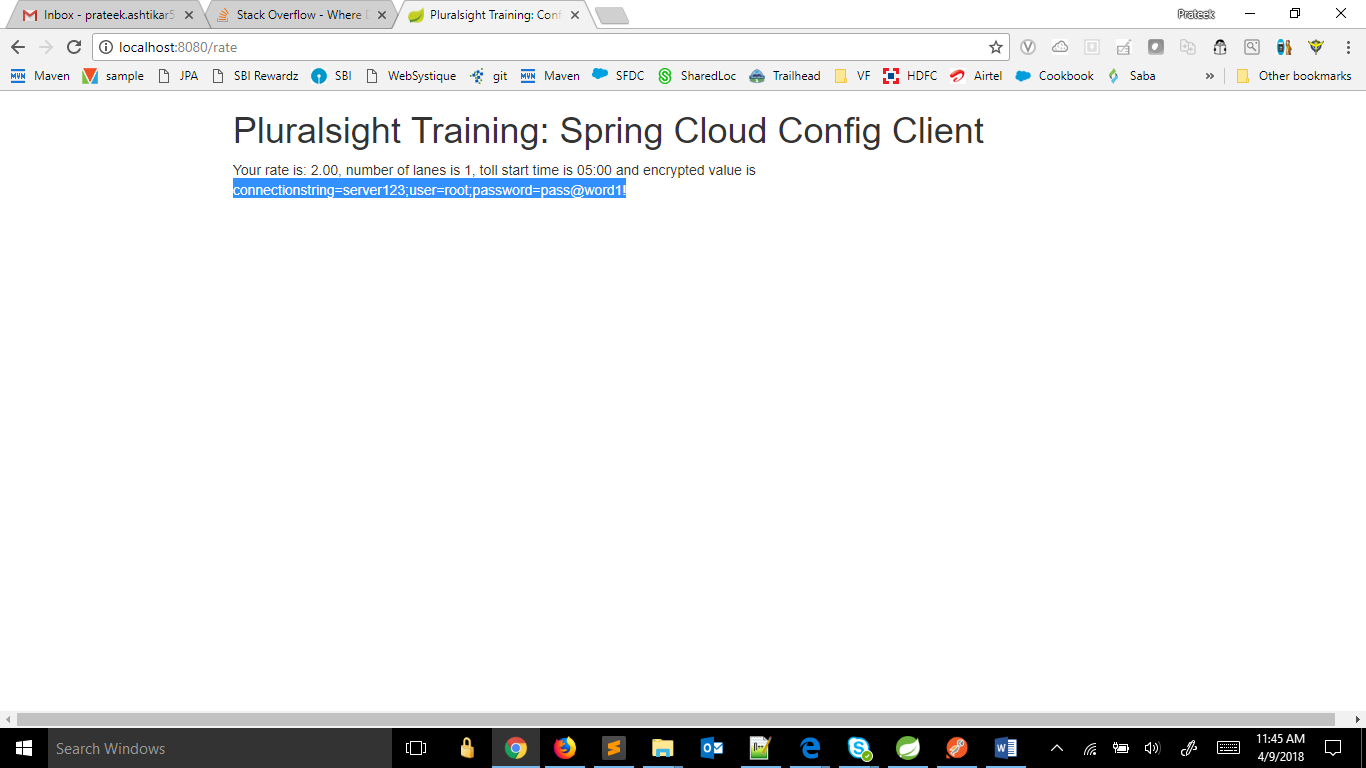 Inbox - prateek.ashtikar5
Stack Overflow - Where D
Pluralsight Training: Conf
Prateek
localhost:8080/rate
Maven
sample
JPA
SBI Rewardz
SBI
WebSystique
git
Maven
SFDC
SharedLoc
Trailhead
VF
HDFC
Airtel
Cookbook
Saba
Other bookmarks
Pluralsight Training: Spring Cloud Config Client
Your rate is: 2.00, number of lanes is 1, toll start time is 05:00 and encrypted value is
connectionstring=server123;user=root;password=pass@word1!
Search Windows
11:45 AM
4/9/2018